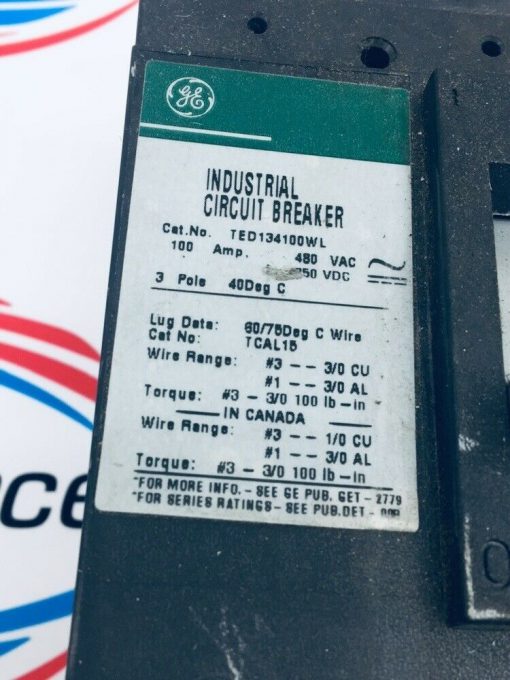 GE
INDUSTRIAL
CIRCUIT BREAKER
Cat.No. TED134100WL
100 Amp. 480 VAC
250 VDC
3 Pole 40Deg C
Lug Data: 60/75Deg C Wire
Cat No: TCAL15
Wire Range: #3 -- 3/0 CU
#1 -- 3/0 AL
Torque: #3 - 3/0 100 lb-in
IN CANADA
Wire Range: #3 -- 1/0 CU
#1 -- 3/0 AL
Torque: #3 - 3/0 100 lb-in
*FOR MORE INFO.- SEE GE PUB. GET - 2779
*FOR SERIES RATINGS- SEE PUB.DET -
nce
O